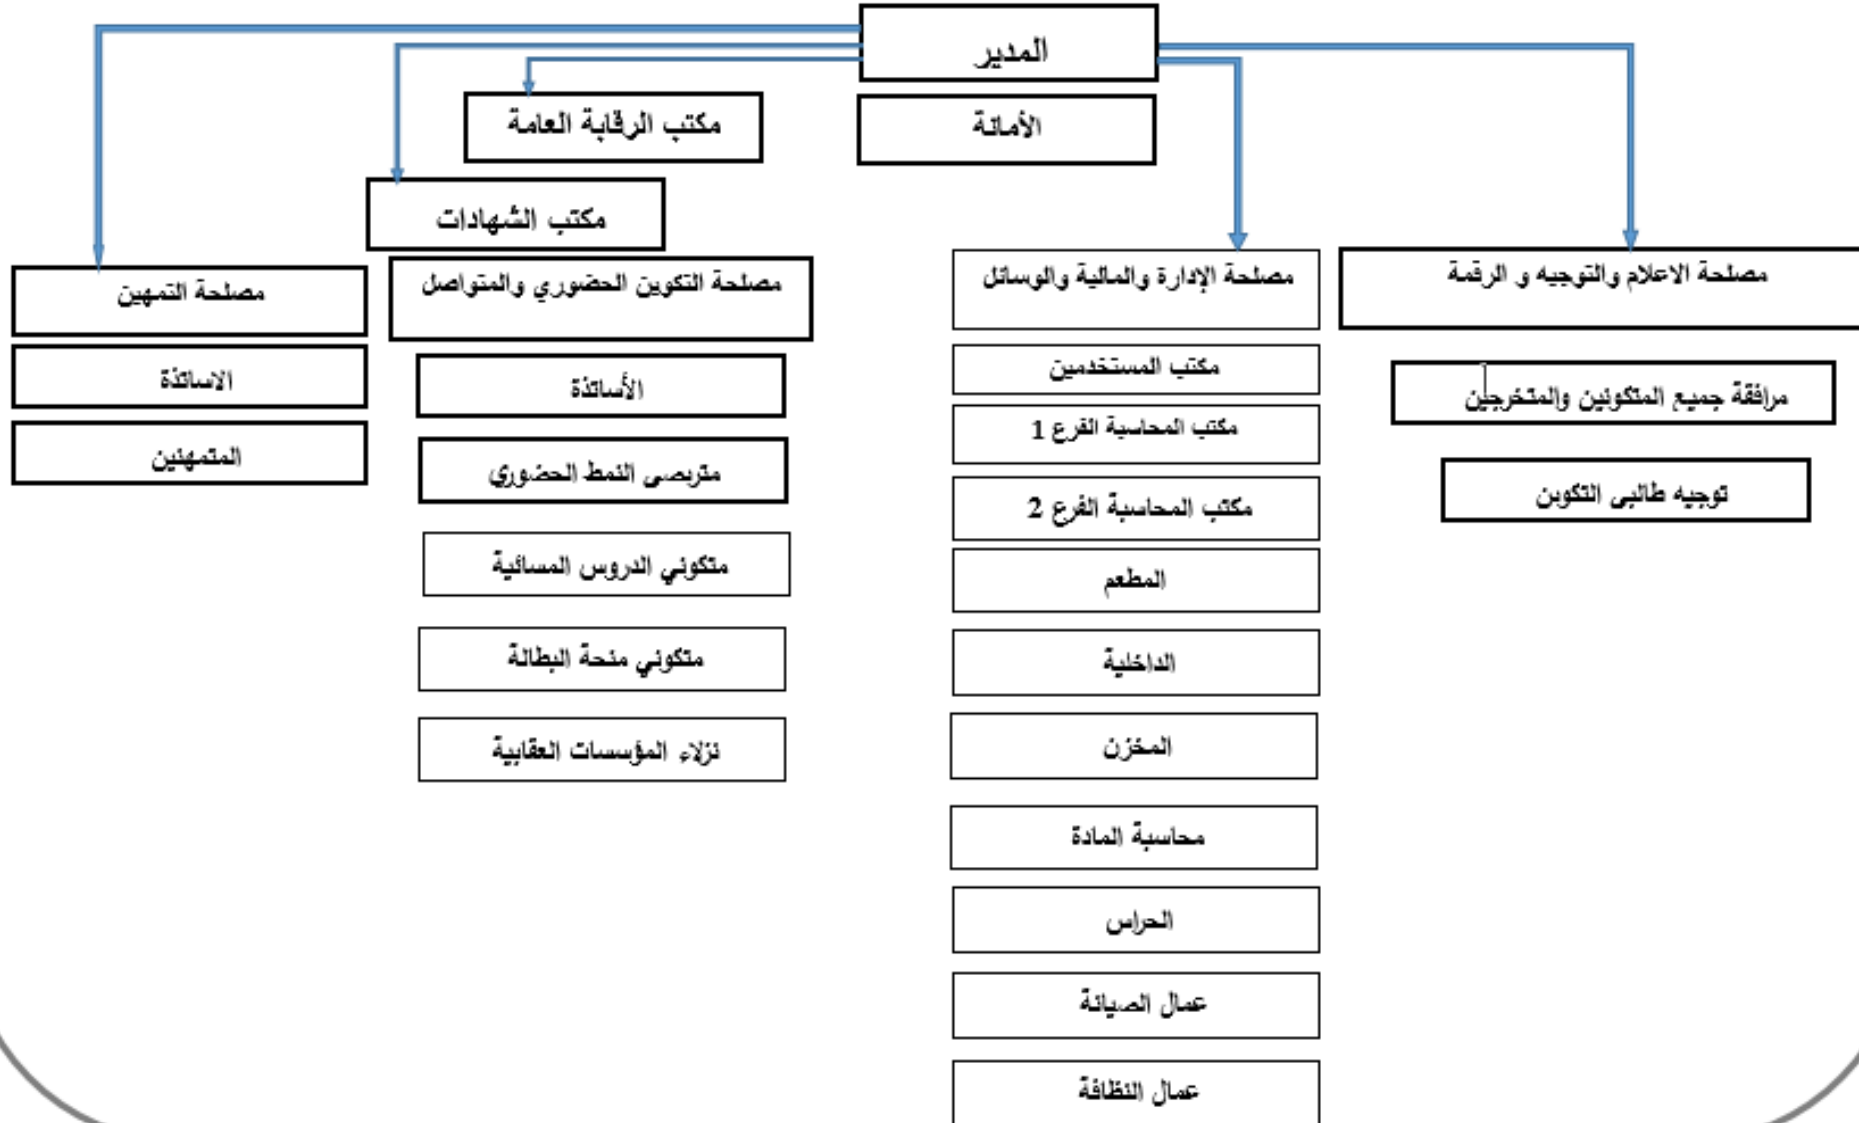 المدير
الأمانة
مكتب الرقابة العامة
مكتب الشهادات
مصلحة الاعلام والتوجيه و الرقمة
مرافقة جميع المتكونين والمتخرجين
توجيه طالبي التكوين
مصلحة الإدارة والمالية والوسائل
مكتب المستخدمين
مكتب المحاسبة الفرع 1
مكتب المحاسبة الفرع 2
المطعم
الداخلية
المخزن
محاسبة المادة
الحراس
عمال الصيانة
عمال النظافة
مصلحة التكوين الحضوري والمتواصل
الأساتذة
متربصي النمط الحضوري
متكوني الدروس المسائية
متكوني منحة البطالة
نزلاء المؤسسات العقابية
مصلحة التمهين
الاساتذة
المتمهنين